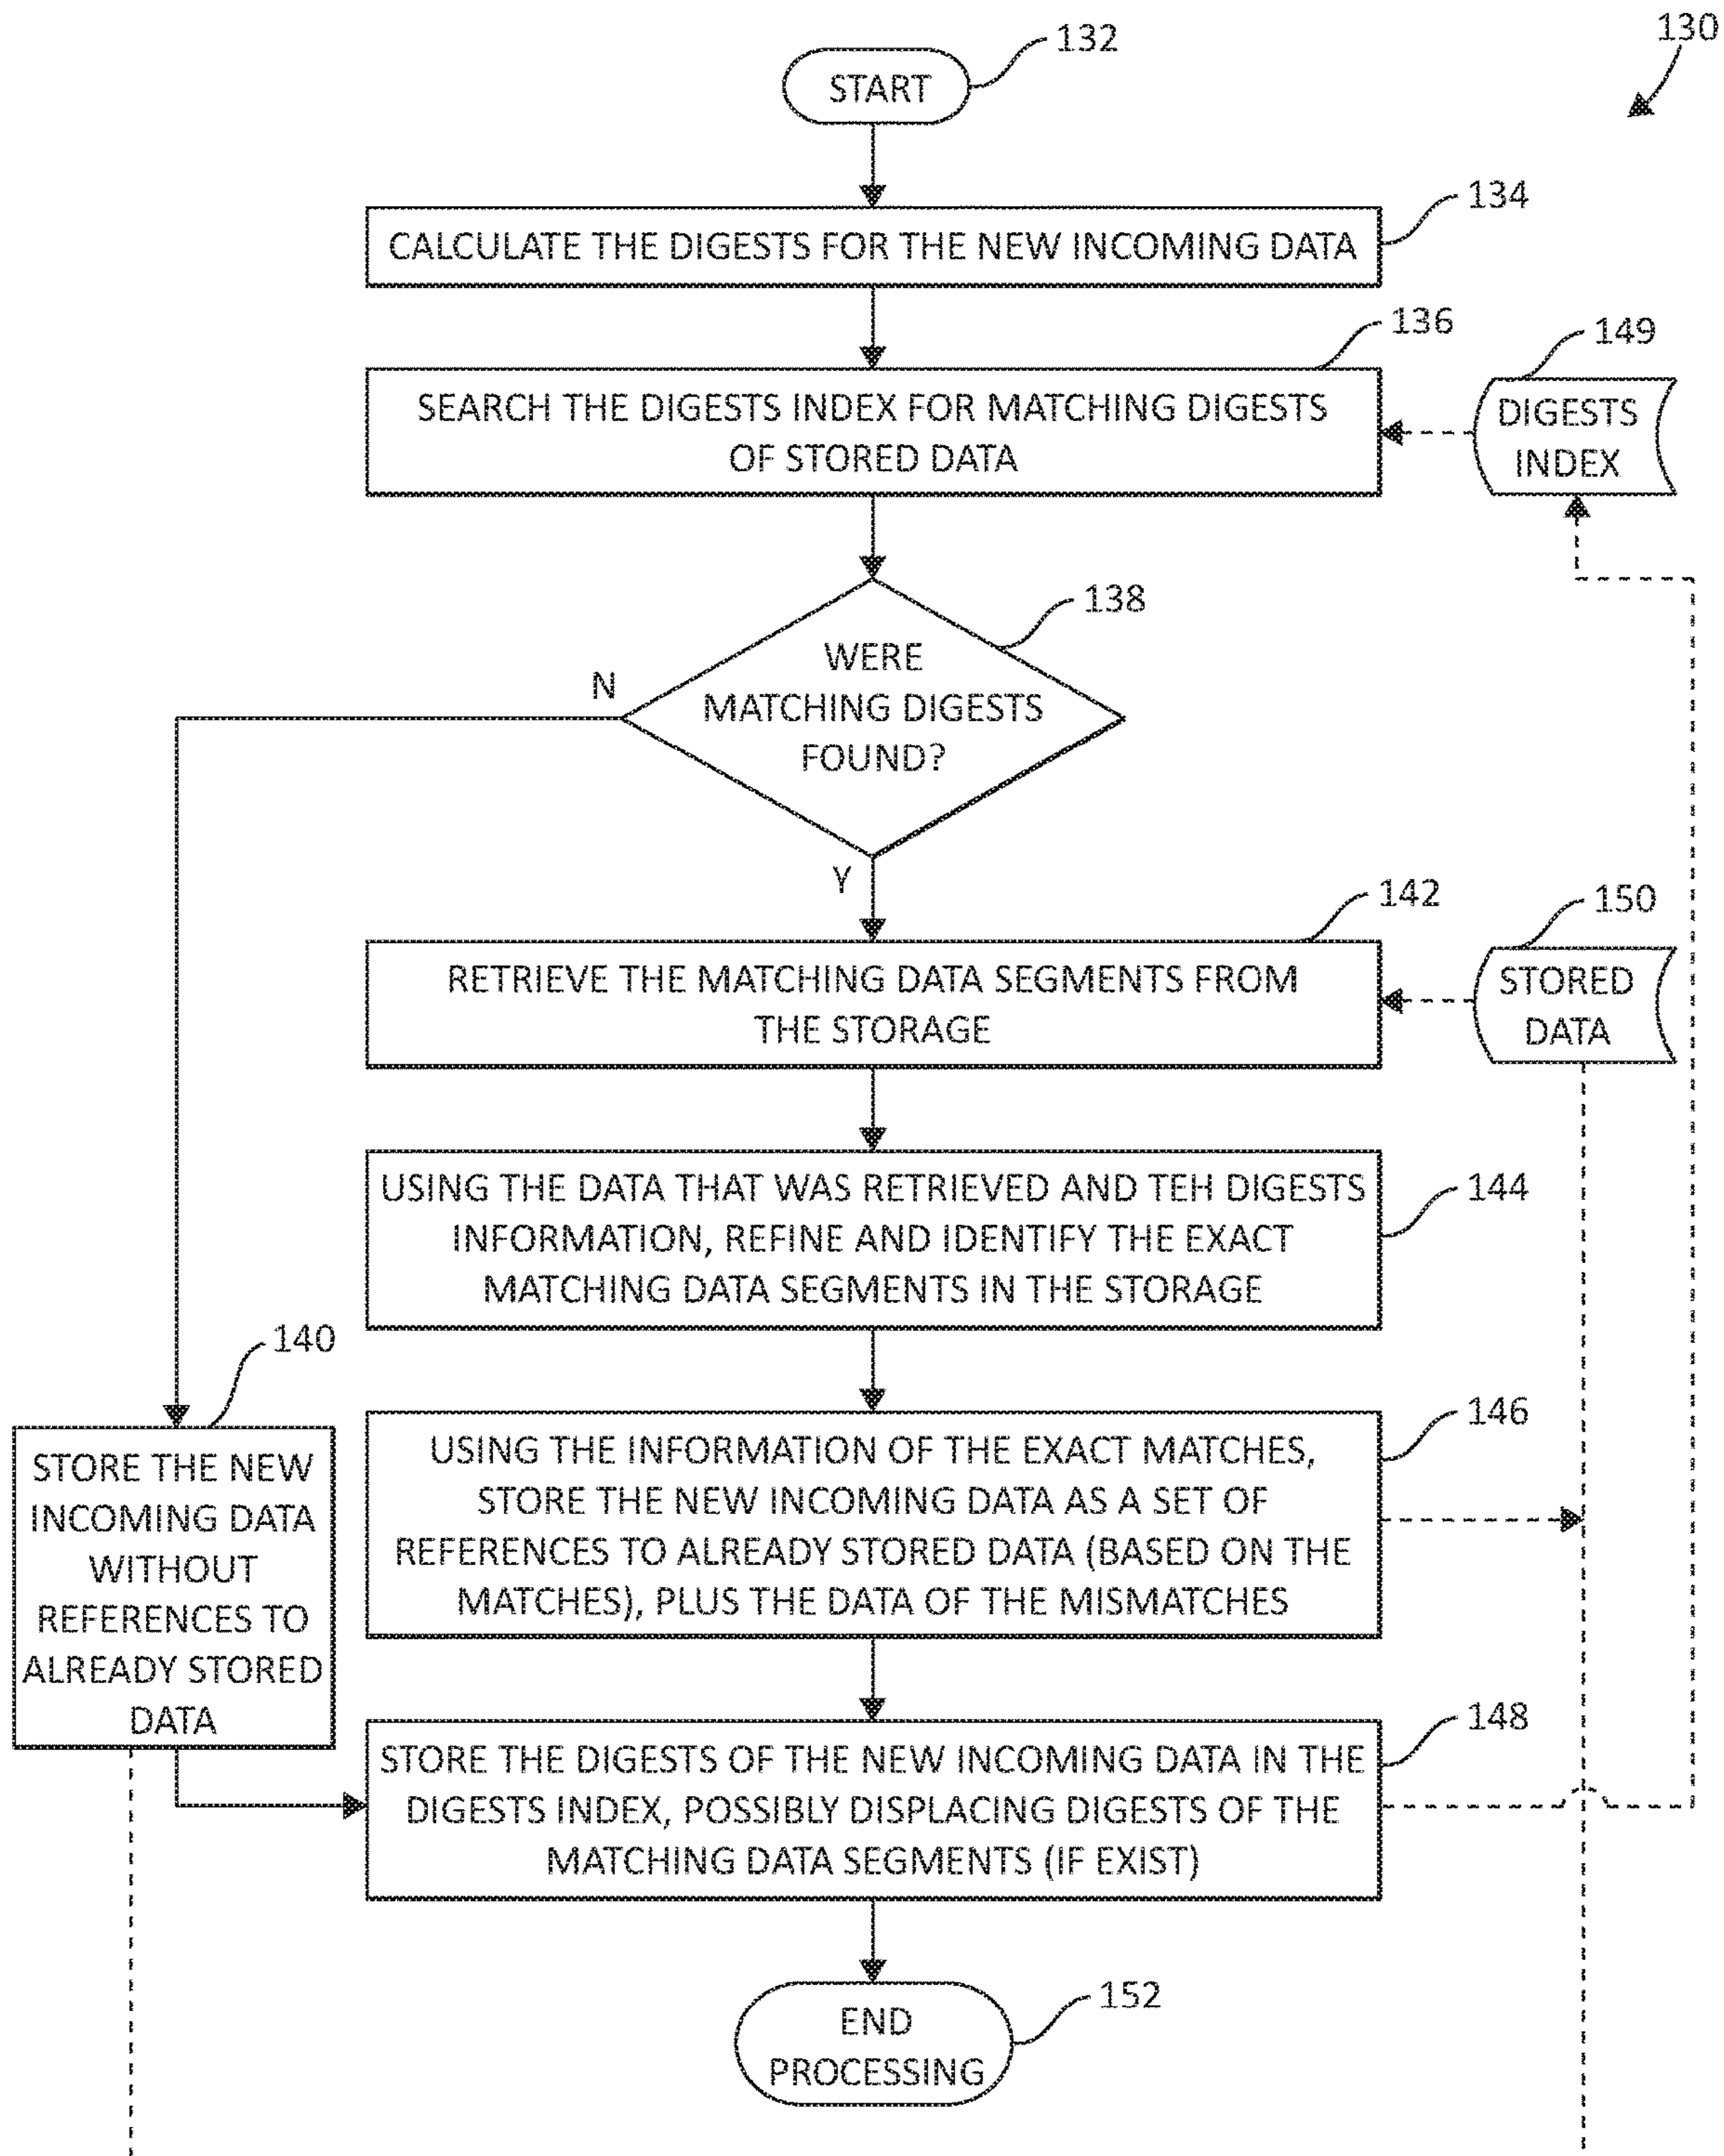 130
132
START
134
CALCULATE THE DIGESTS FOR THE NEW INCOMING DATA
136
SEARCH THE DIGESTS INDEX FOR MATCHING DIGESTS
OF STORED DATA
149
DIGESTS
INDEX
138
WERE
MATCHING DIGESTS
FOUND?
N
Y
142
RETRIEVE THE MATCHING DATA SEGMENTS FROM
THE STORAGE
150
STORED
DATA
144
USING THE DATA THAT WAS RETRIEVED AND TEH DIGESTS
INFORMATION, REFINE AND IDENTIFY THE EXACT
MATCHING DATA SEGMENTS IN THE STORAGE
140
STORE THE NEW
INCOMING DATA
WITHOUT
REFERENCES TO
ALREADY STORED
DATA
146
USING THE INFORMATION OF THE EXACT MATCHES,
STORE THE NEW INCOMING DATA AS A SET OF
REFERENCES TO ALREADY STORED DATA (BASED ON THE
MATCHES), PLUS THE DATA OF THE MISMATCHES
148
STORE THE DIGESTS OF THE NEW INCOMING DATA IN THE
DIGESTS INDEX, POSSIBLY DISPLACING DIGESTS OF THE
MATCHING DATA SEGMENTS (IF EXIST)
152
END
PROCESSING